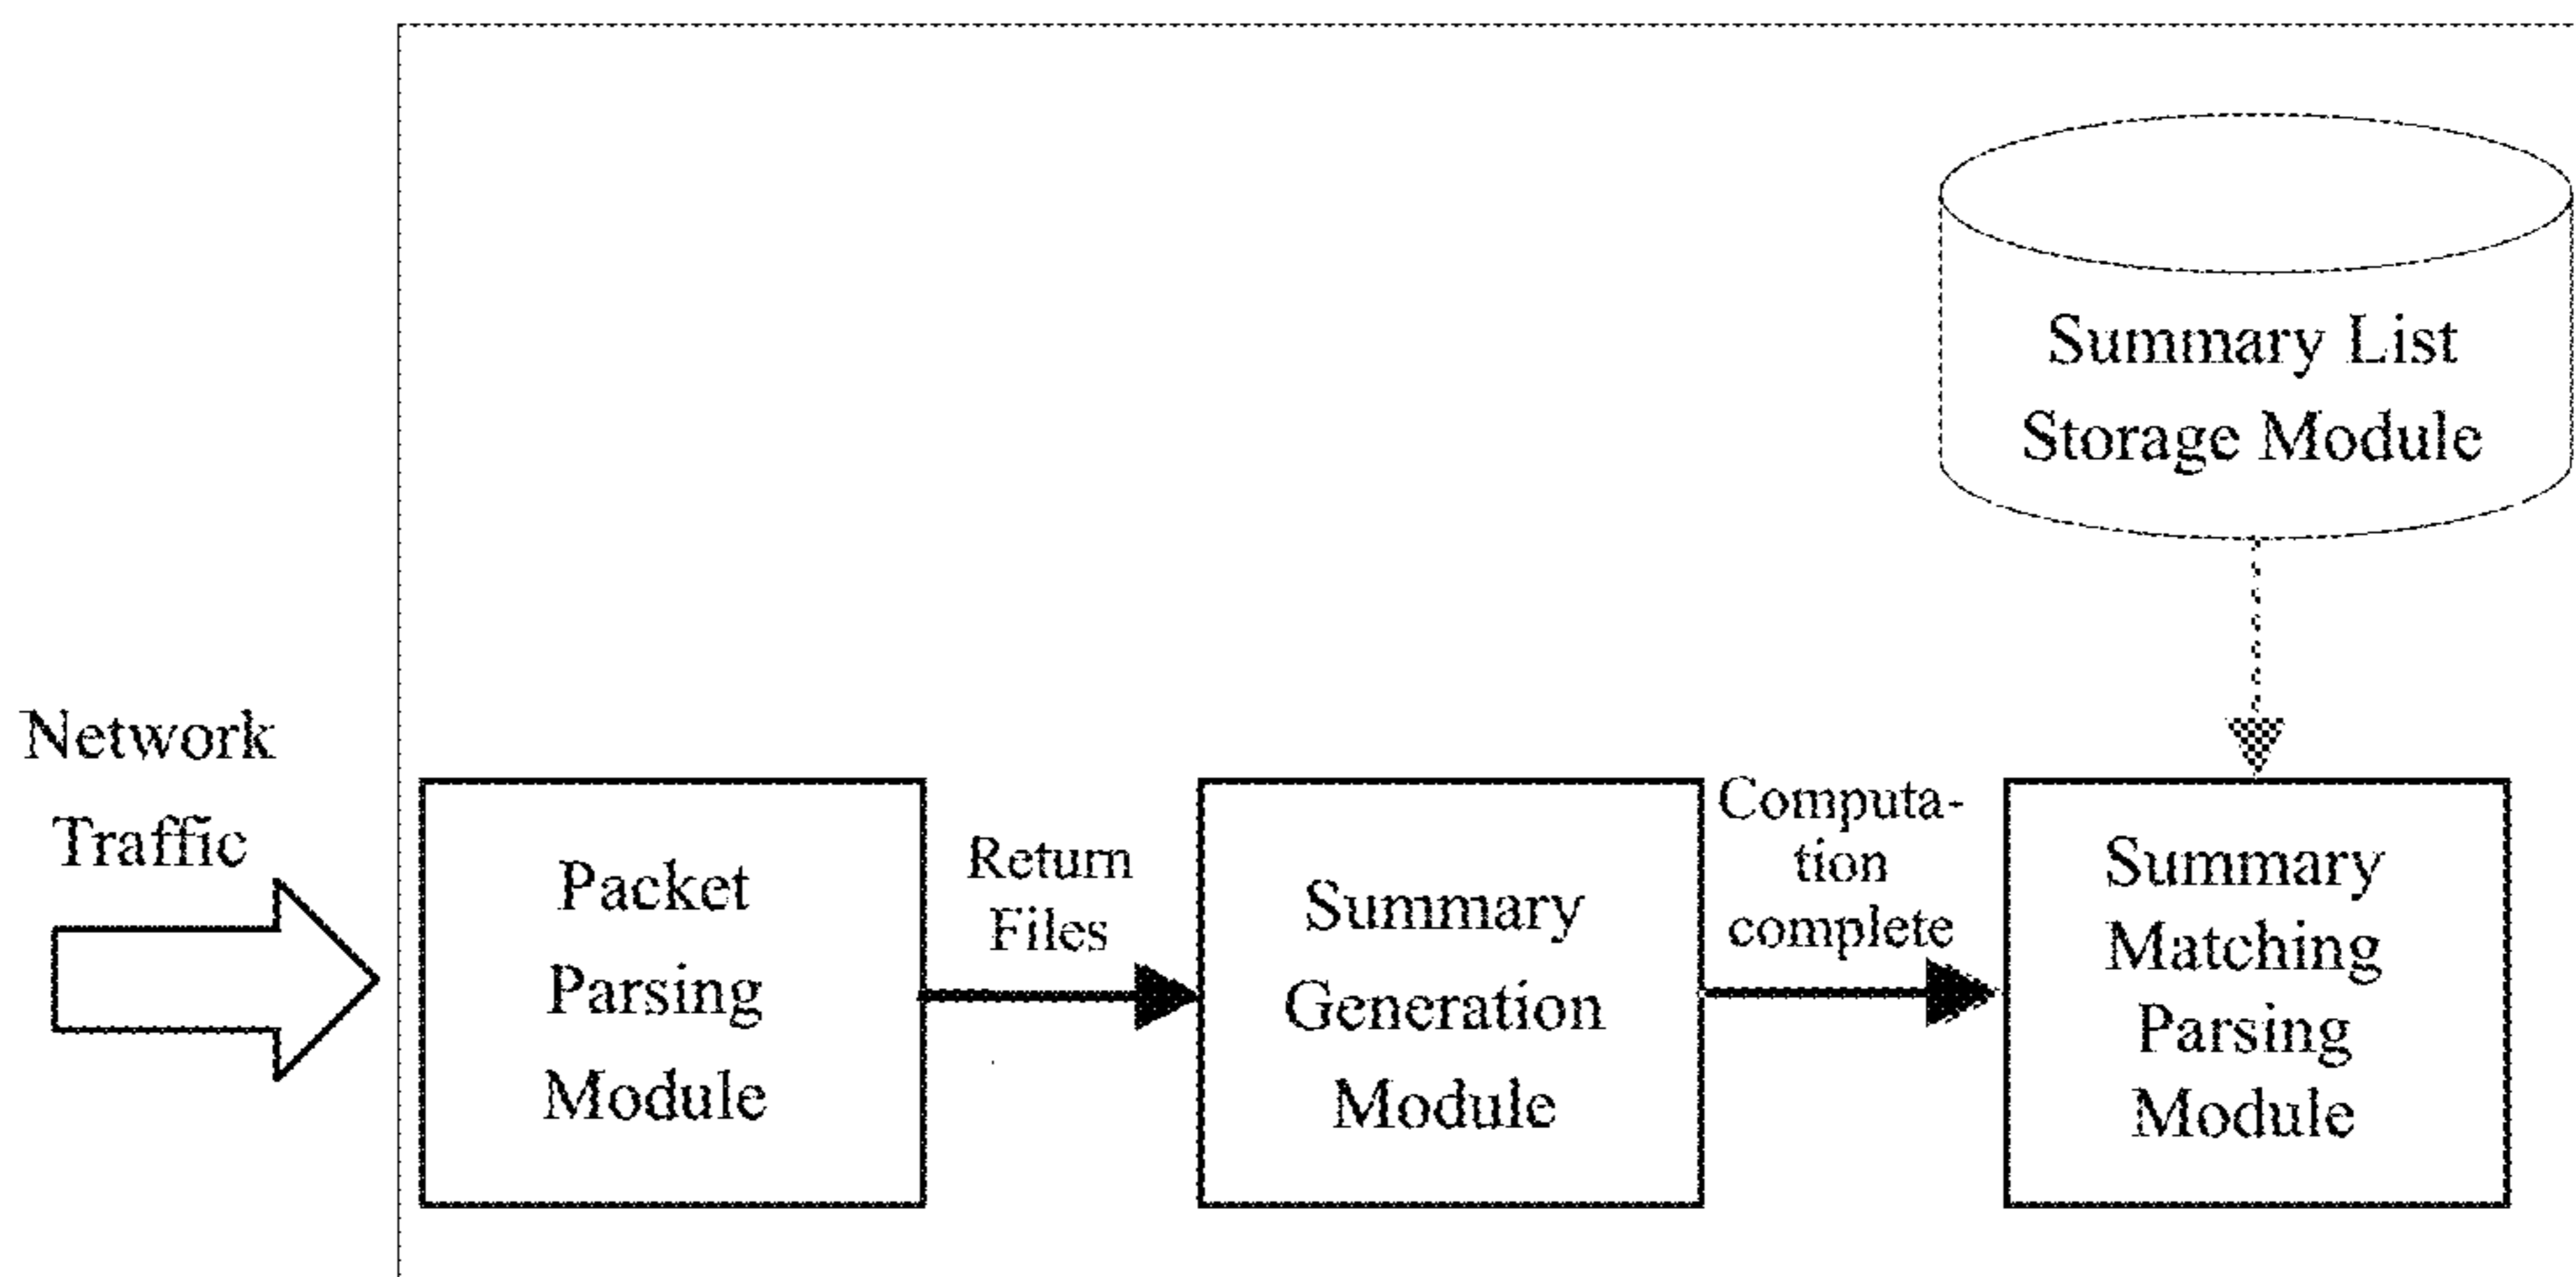 Summary List
Storage Module
Network
Traffic
Packet
Parsing
Module
Return
Files
Summary
Generation
Module
Computa-
tion
complete
Summary
Matching
Parsing
Module